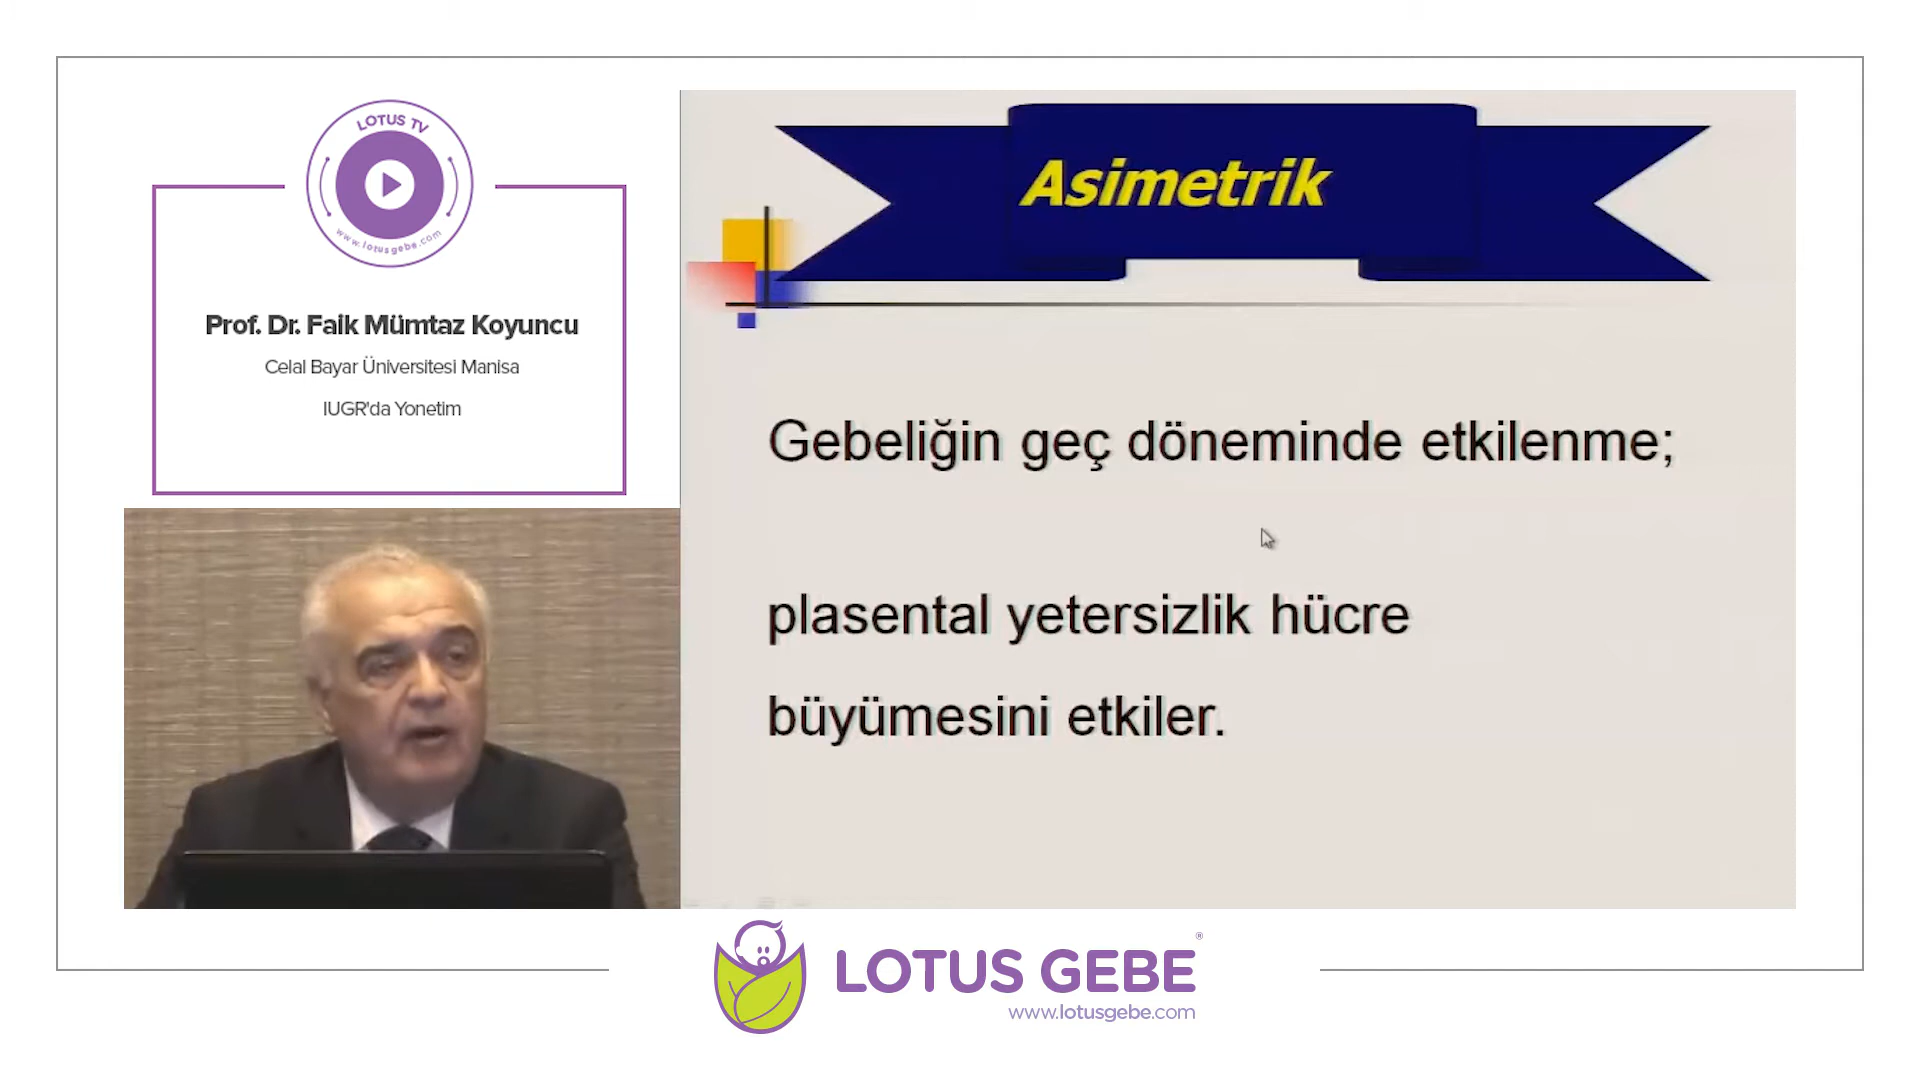 LOTUS TV
www.lotusgebe.com
Prof. Dr. Faik Mümtaz Koyuncu
Celal Bayar Üniversitesi Manisa
IUGR'da Yonetim
Asimetrik
Gebeliğin geç döneminde etkilenme;
plasental yetersizlik hücre
büyümesini etkiler.
LOTUS GEBE®
www.lotusgebe.com